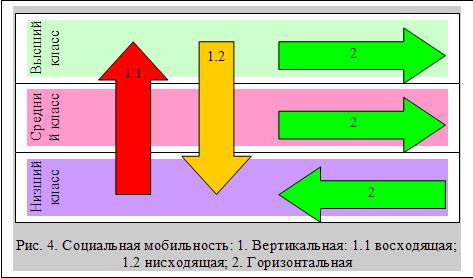 Высший
класс
1.1
1.2
2
Средни
й класс
2
Низший
класс
2
Рис. 4. Социальная мобильность: 1. Вертикальная: 1.1 восходящая;
1.2 нисходящая; 2. Горизонтальная